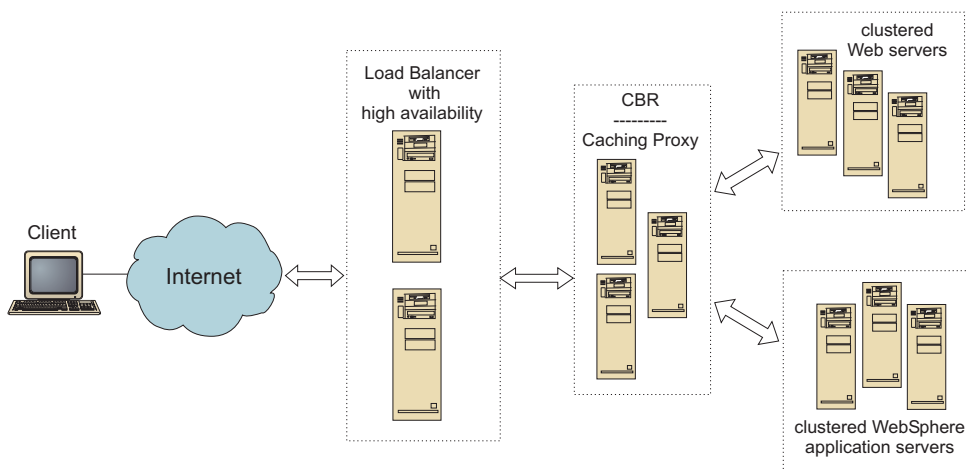 Client
Internet
Load Balancer
with
high availability
CBR
---------
Caching Proxy
clustered
Web servers
clustered WebSphere
application servers